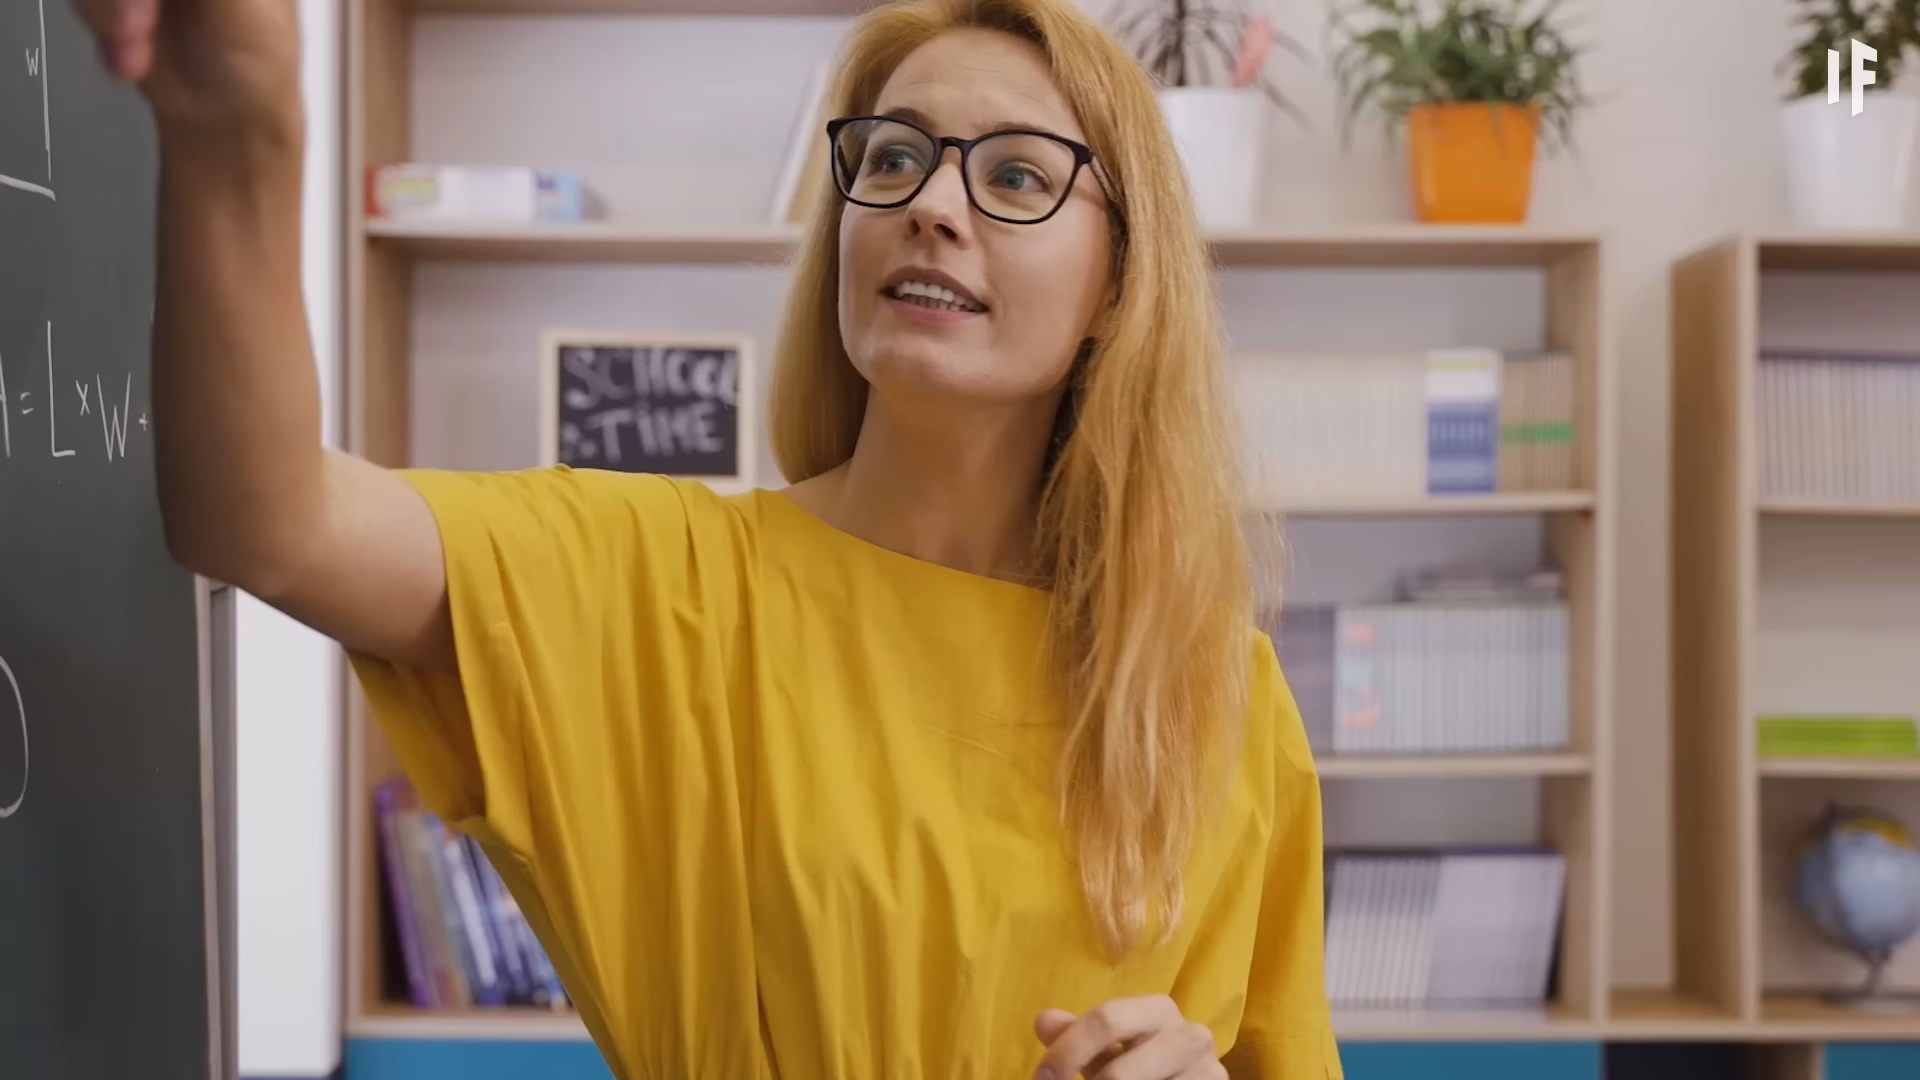 W
= L × W +
SCHOOL
TIME
IF